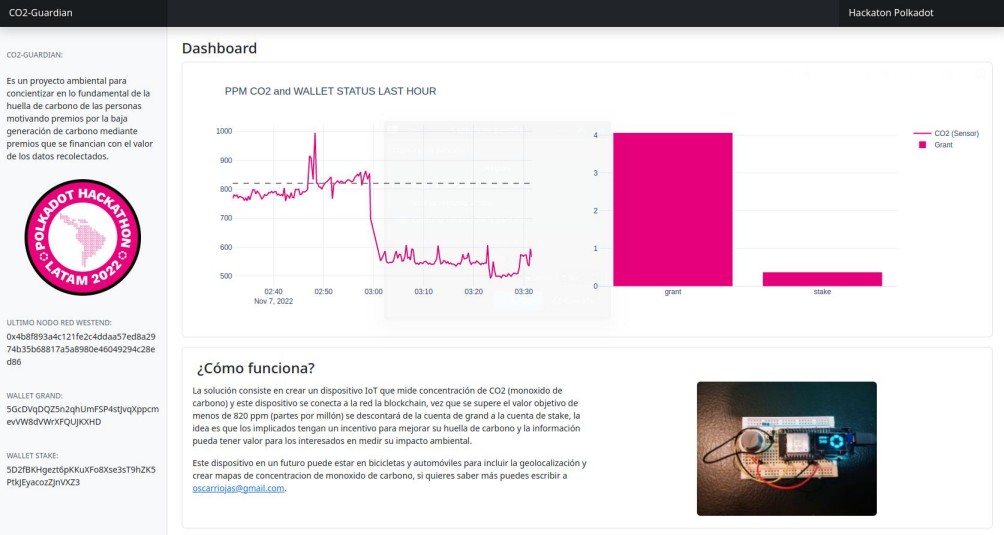 CO2-Guardian
Hackaton Polkadot
CO2-GUARDIAN:
Es un proyecto ambiental para
concientizar en lo fundamental de la
huella de carbono de las personas
motivando premios por la baja
generación de carbono mediante
premios que se financian con el valor
de los datos recolectados.
POLKADOT HACKATHON
LATAM 2022
ULTIMO NODO RED WESTEND:
0x4b8f893a4c121fe2c4ddaa57ed8a29
74b35b68817a5a8980e46049294c28e
d86
WALLET GRAND:
5GcDVqDQZ5n2qhUmFSP4stJvqXppcm
evVW8dVWrXFQUJKXHD
WALLET STAKE:
5D2fBKHgezt6pKKuXFo8Xse3sT9hZK5
PtkJEyacozZJnVXZ3
Dashboard
PPM CO2 and WALLET STATUS LAST HOUR
1000
900
800
700
600
500
02:40
Nov 7, 2022
02:50
03:00
03:10
03:20
03:30
4
3
2
1
0
grant
stake
CO2 (Sensor)
Grant
¿Cómo funciona?
La solución consiste en crear un dispositivo IoT que mide concentración de CO2 (monoxido de
carbono) y este dispositivo se conecta a la red la blockchain, vez que se supere el valor objetivo de
menos de 820 ppm (partes por millón) se descontará de la cuenta de grand a la cuenta de stake, la
idea es que los implicados tengan un incentivo para mejorar su huella de carbono y la información
pueda tener valor para los interesados en medir su impacto ambiental.
Este dispositivo en un futuro puede estar en bicicletas y automóviles para incluir la geolocalización y
crear mapas de concentracion de monoxido de carbono, si quieres saber más puedes escribir a
oscarriojas@gmail.com.